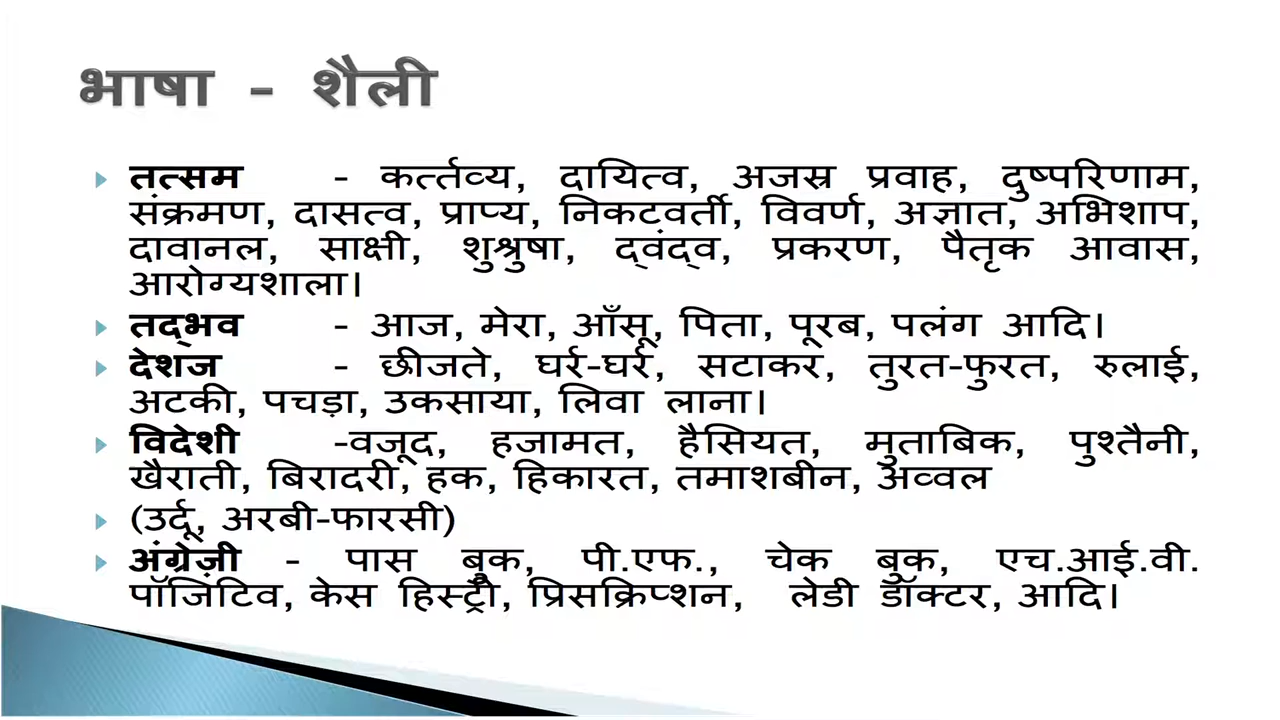 भाषा - शैली
तत्सम - कर्त्तव्य, दायित्व, अजस्र प्रवाह, दुष्परिणाम,
संक्रमण, दासत्व, प्राप्य, निकटवर्ती, विवर्ण, अज्ञात, अभिशाप,
दावानल, साक्षी, शुश्रुषा, द्वंद्व, प्रकरण, पैतृक आवास,
आरोग्यशाला।
तद्भव - आज, मेरा, आँसू, पिता, पूरब, पलंग आदि।
देशज - छीजते, घर्र-घर्र, सटाकर, तुरत-फुरत, रुलाई,
अटकी, पचड़ा, उकसाया, लिवा लाना।
विदेशी -वजूद, हजामत, हैसियत, मुताबिक, पुश्तैनी,
खैराती, बिरादरी, हक, हिकारत, तमाशबीन, अव्वल
(उर्दू, अरबी-फारसी)
अंग्रेज़ी - पास बुक, पी.एफ., चेक बुक, एच.आई.वी.
पॉजिटिव, केस हिस्ट्री, प्रिसक्रिप्शन, लेडी डॉक्टर, आदि।